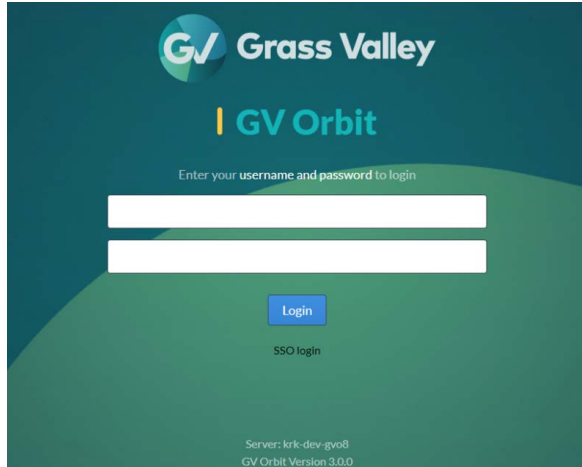 GV Grass Valley
GV Orbit
Enter your username and password to login
Login
SSO login
Server: krk-dev-gvo8
GV Orbit Version 3.0.0